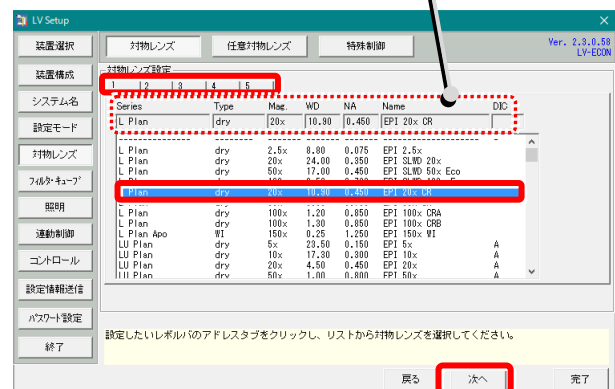 LV Setup
Ver. 2.3.0.58
LV-ECON
装置選択
対物レンズ 任意対物レンズ 特殊制御
装置構成
システム名
設定モード
対物レンズ
フィルタ・キューブ
照明
連動制御
コントロール
設定情報送信
パスワード設定
終了
対物レンズ設定
1 2 3 4 5
Series Type Mag. WD NA Name DIC
L Plan dry 20x 10.90 0.450 EPI 20x CR
L Plan dry 2.5x 8.80 0.075 EPI 2.5x
L Plan dry 20x 24.00 0.350 EPI SLWD 20x
L Plan dry 50x 17.00 0.450 EPI SLWD 50x Eco
L Plan dry 20x 10.90 0.450 EPI 20x CR
L Plan dry 100x 1.20 0.850 EPI 100x CRA
L Plan dry 100x 1.30 0.850 EPI 100x CRB
L Plan Apo WI 150x 0.25 1.250 EPI 150x WI
LU Plan dry 5x 23.50 0.150 EPI 5x A
LU Plan dry 10x 17.30 0.300 EPI 10x A
LU Plan dry 20x 4.50 0.450 EPI 20x A
LU Plan dry 50x 1.00 0.800 EPI 50x A
設定したいレボルバのアドレスタブをクリックし、リストから対物レンズを選択してください。
戻る 次へ 完了